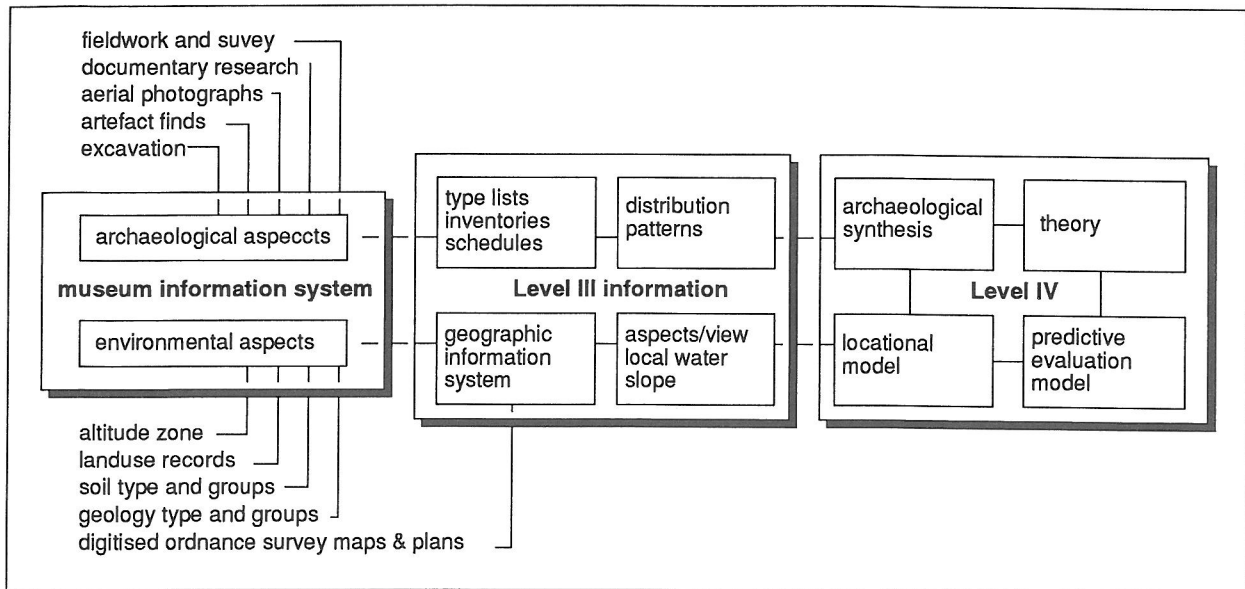 fieldwork and suvey
documentary research
aerial photographs
artefact finds
excavation
archaeological aspeccts
museum information system
environmental aspects
altitude zone
landuse records
soil type and groups
geology type and groups
digitised ordnance survey maps & plans
type lists
inventories
schedules
distribution
patterns
Level III information
geographic
information
system
aspects/view
local water
slope
archaeological
synthesis
theory
Level IV
locational
model
predictive
evaluation
model